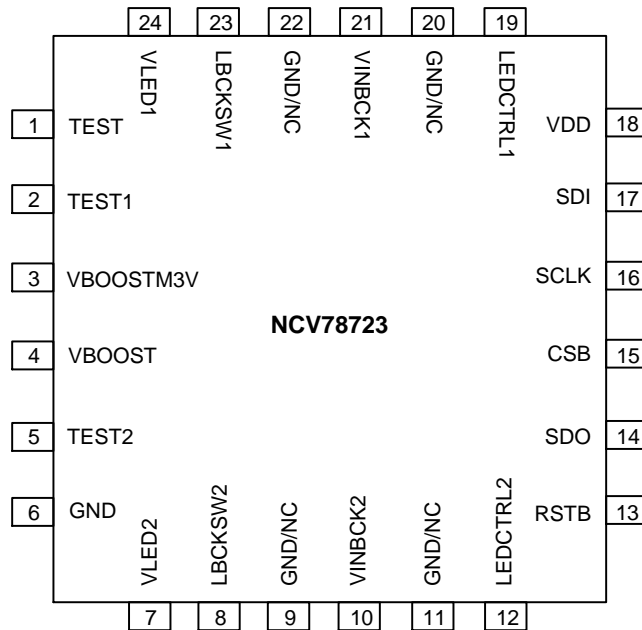 24 23 22 21 20 19
VLED1 LBCKSW1 GND/NC VINBCK1 GND/NC LEDCTRL1
1 TEST VDD 18
2 TEST1 SDI 17
3 VBOOSTM3V SCLK 16
NCV78723
4 VBOOST CSB 15
5 TEST2 SDO 14
6 GND RSTB 13
VLED2 LBCKSW2 GND/NC VINBCK2 GND/NC LEDCTRL2
7 8 9 10 11 12